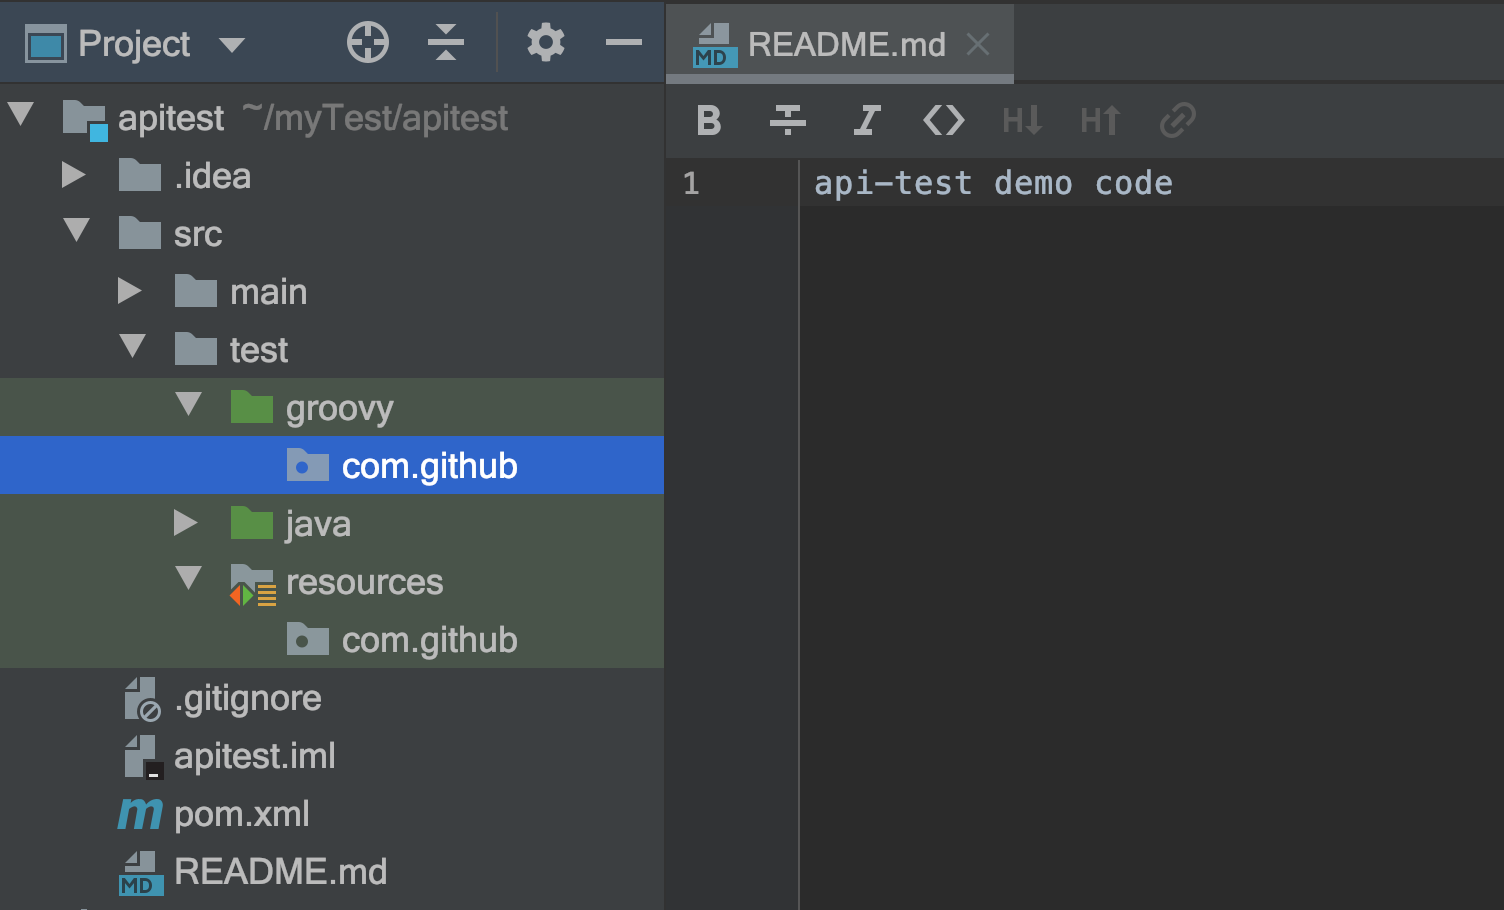 Project
apitest ~/myTest/apitest
.idea
src
main
test
groovy
com.github
java
resources
com.github
.gitignore
apitest.iml
pom.xml
README.md
README.md
B I <> H↓ H↑
1 api-test demo code